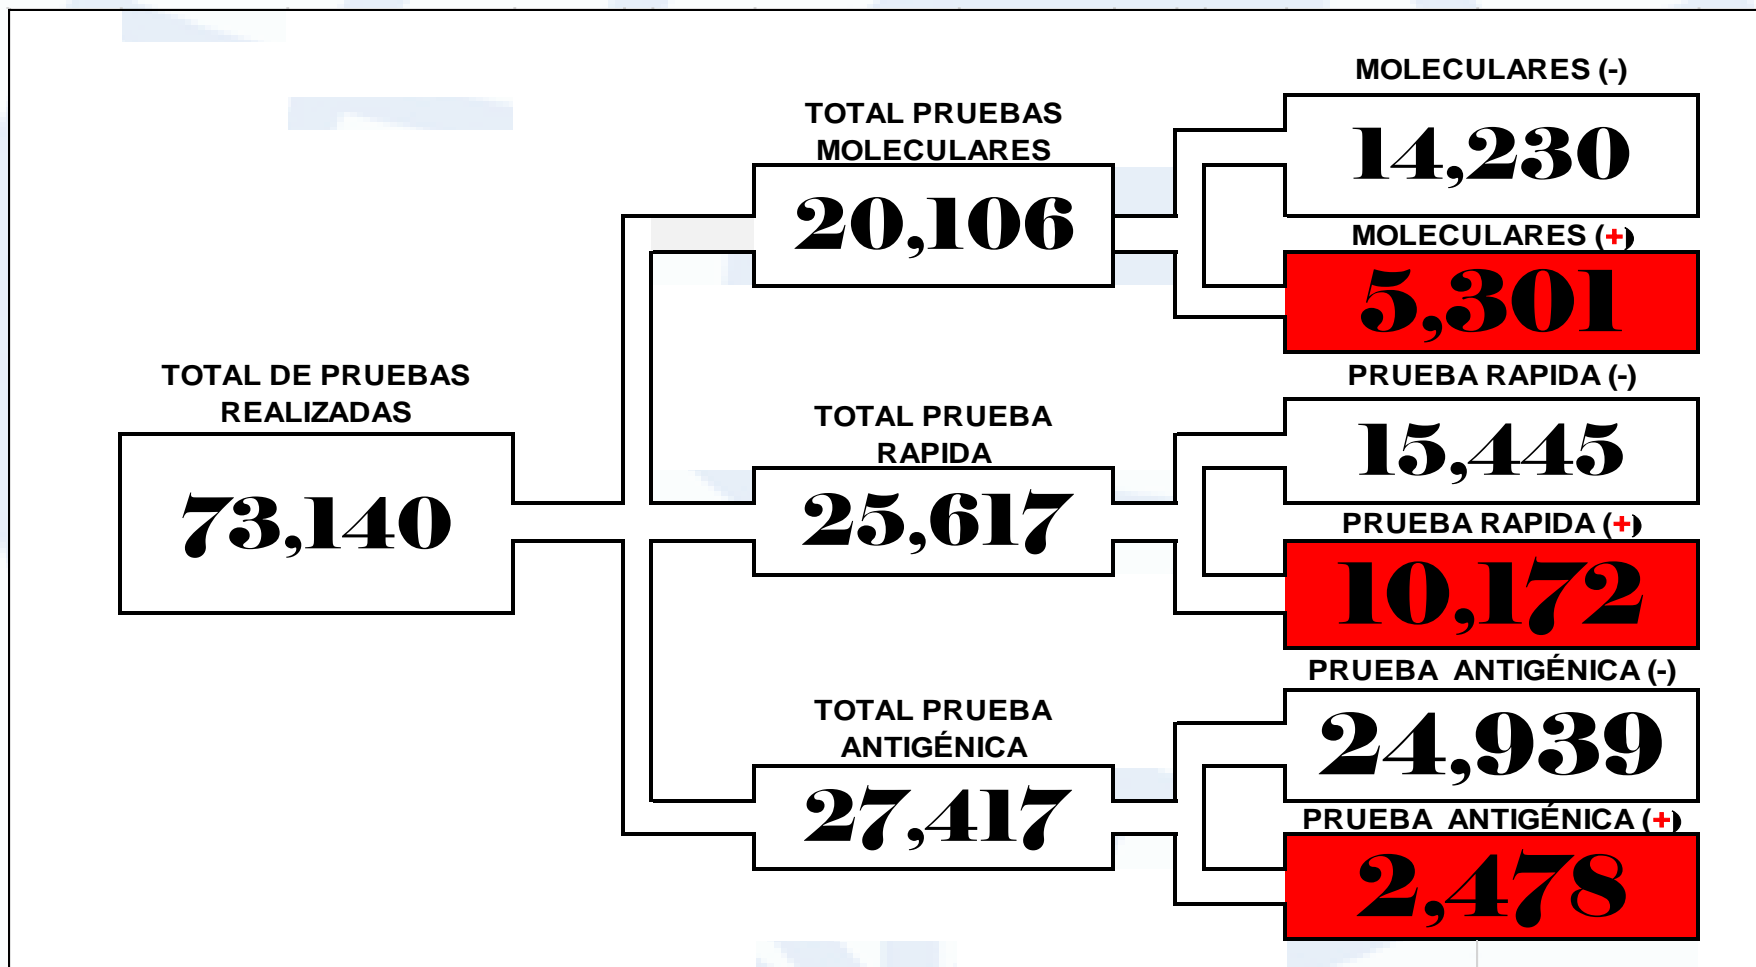 TOTAL DE PRUEBAS
REALIZADAS
73,140
TOTAL PRUEBAS
MOLECULARES
20,106
MOLECULARES (-)
14,230
MOLECULARES (+)
5,301
TOTAL PRUEBA
RAPIDA
25,617
PRUEBA RAPIDA (-)
15,445
PRUEBA RAPIDA (+)
10,172
TOTAL PRUEBA
ANTIGÉNICA
27,417
PRUEBA ANTIGÉNICA (-)
24,939
PRUEBA ANTIGÉNICA (+)
2,478